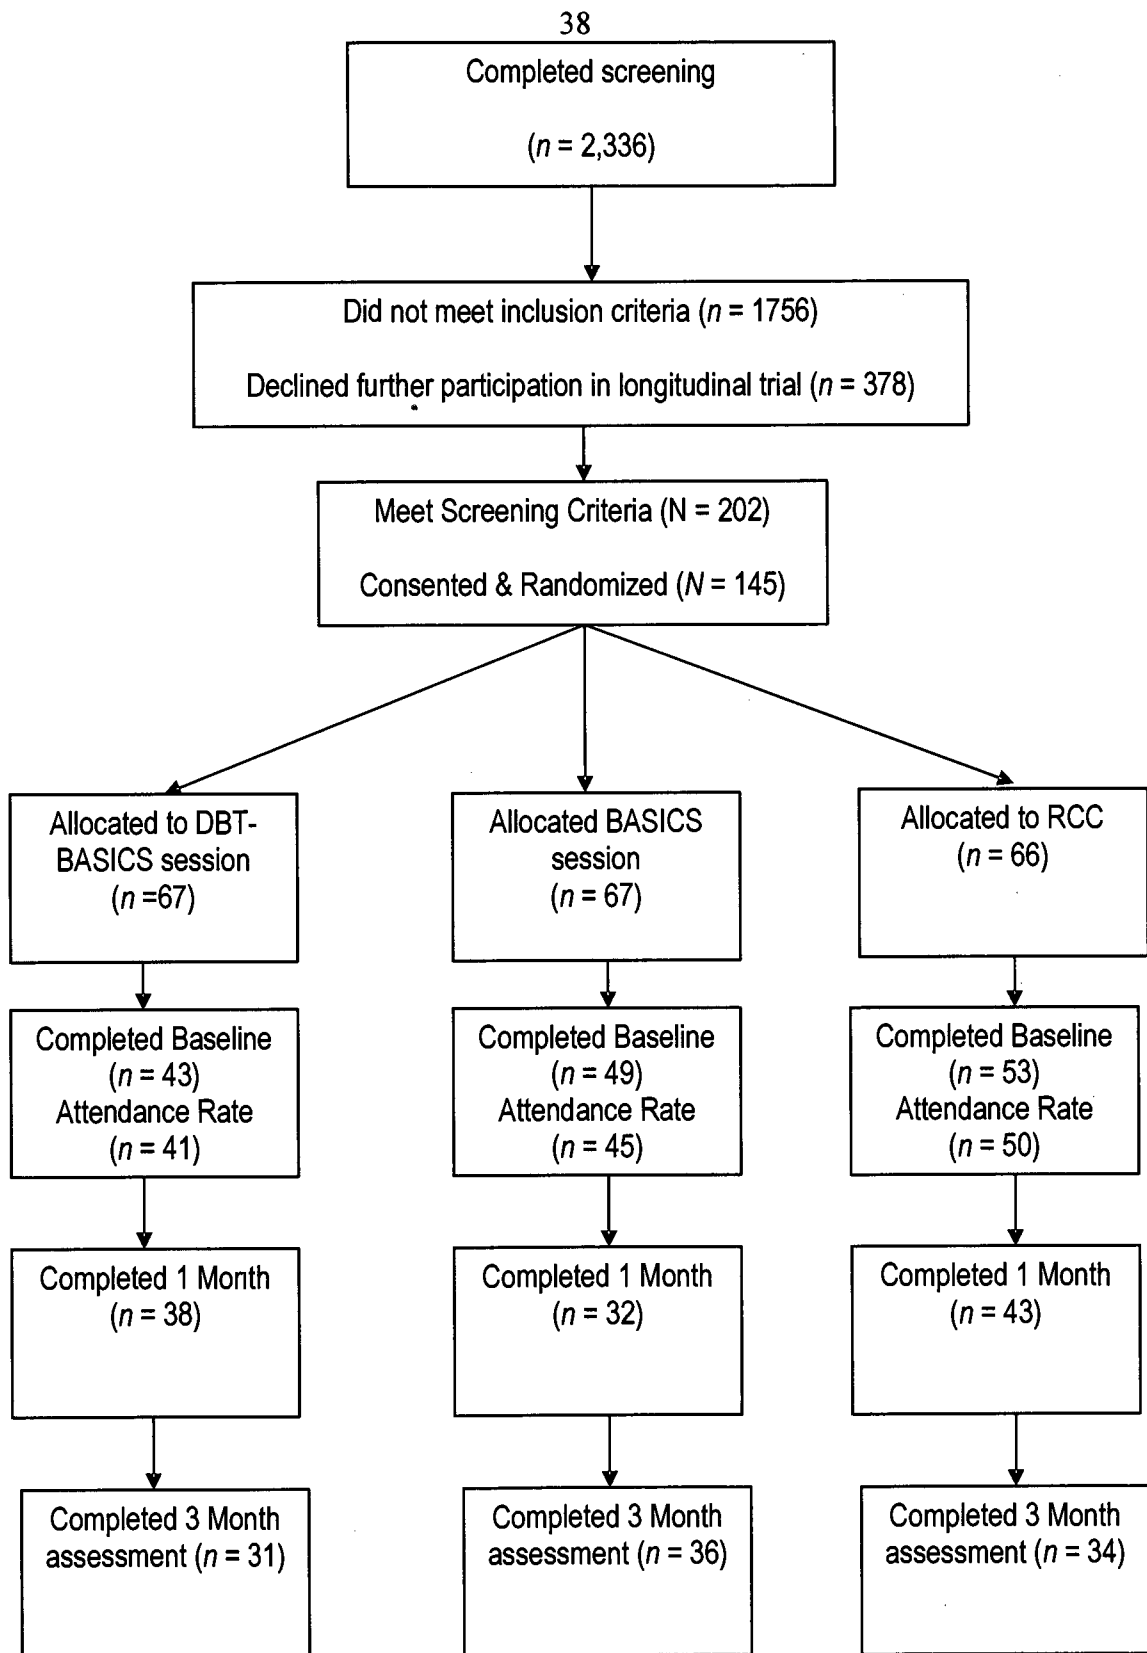 38
Completed screening
(n = 2,336)
Did not meet inclusion criteria (n = 1756)
Declined further participation in longitudinal trial (n = 378)
Meet Screening Criteria (N = 202)
Consented & Randomized (N = 145)
Allocated to DBT-
BASICS session
(n =67)
Allocated BASICS
session
(n = 67)
Allocated to RCC
(n = 66)
Completed Baseline
(n = 43)
Attendance Rate
(n = 41)
Completed Baseline
(n = 49)
Attendance Rate
(n = 45)
Completed Baseline
(n = 53)
Attendance Rate
(n = 50)
Completed 1 Month
(n = 38)
Completed 1 Month
(n = 32)
Completed 1 Month
(n = 43)
Completed 3 Month
assessment (n = 31)
Completed 3 Month
assessment (n = 36)
Completed 3 Month
assessment (n = 34)